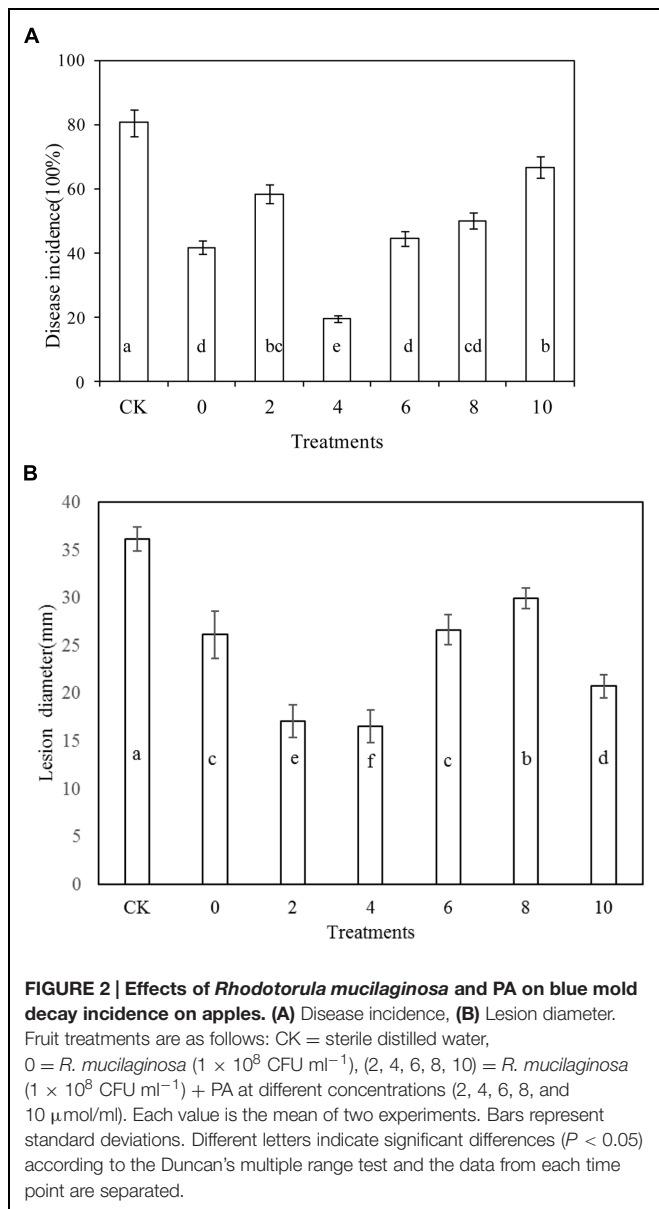 A
100
80
60
40
20
0
Disease incidence(100%)
a d bc e d cd b
CK 0 2 4 6 8 10
Treatments
B
40
35
30
25
20
15
10
5
0
Lesion diameter(mm)
a c e f c b d
CK 0 2 4 6 8 10
Treatments
FIGURE 2 | Effects of Rhodotorula mucilaginosa and PA on blue mold
decay incidence on apples. (A) Disease incidence, (B) Lesion diameter.
Fruit treatments are as follows: CK = sterile distilled water,
0 = R. mucilaginosa (1 × 10⁸ CFU ml⁻¹), (2, 4, 6, 8, 10) = R. mucilaginosa
(1 × 10⁸ CFU ml⁻¹) + PA at different concentrations (2, 4, 6, 8, and
10 μmol/ml). Each value is the mean of two experiments. Bars represent
standard deviations. Different letters indicate significant differences (P < 0.05)
according to the Duncan's multiple range test and the data from each time
point are separated.